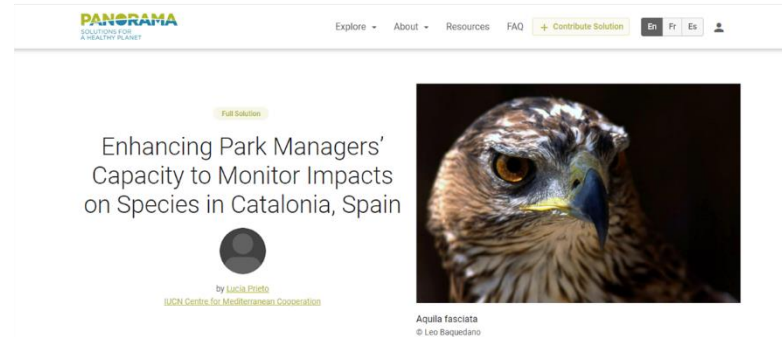 PANORAMA
SOLUTIONS FOR
A HEALTHY PLANET
Explore
About
Resources
FAQ
+ Contribute Solution
En
Fr
Es
Full Solution
Enhancing Park Managers’
Capacity to Monitor Impacts
on Species in Catalonia, Spain
by Lucia Prieto
IUCN Centre for Mediterranean Cooperation
Aquila fasciata
© Leo Baquedano